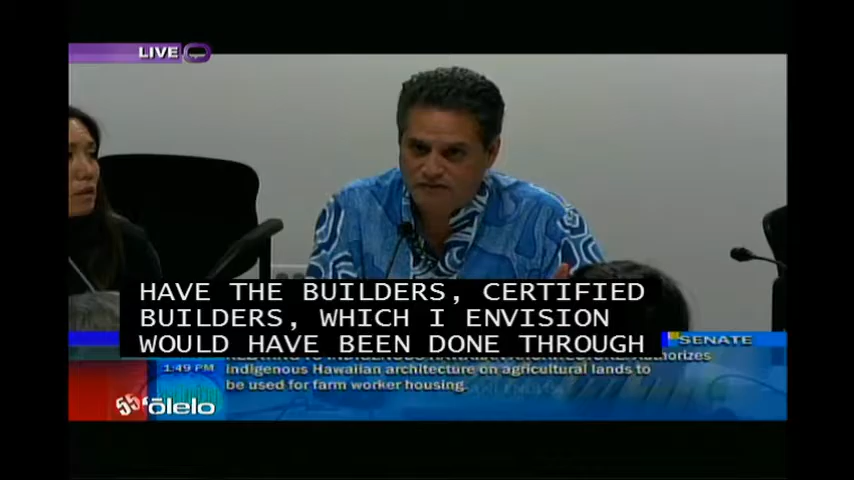 LIVE
HAVE THE BUILDERS, CERTIFIED
BUILDERS, WHICH I ENVISION
WOULD HAVE BEEN DONE THROUGH
SENATE
Authorizes
1:49 PM
indigenous Hawaiian architecture on agricultural lands to
be used for farm worker housing.
55 'ōlelo